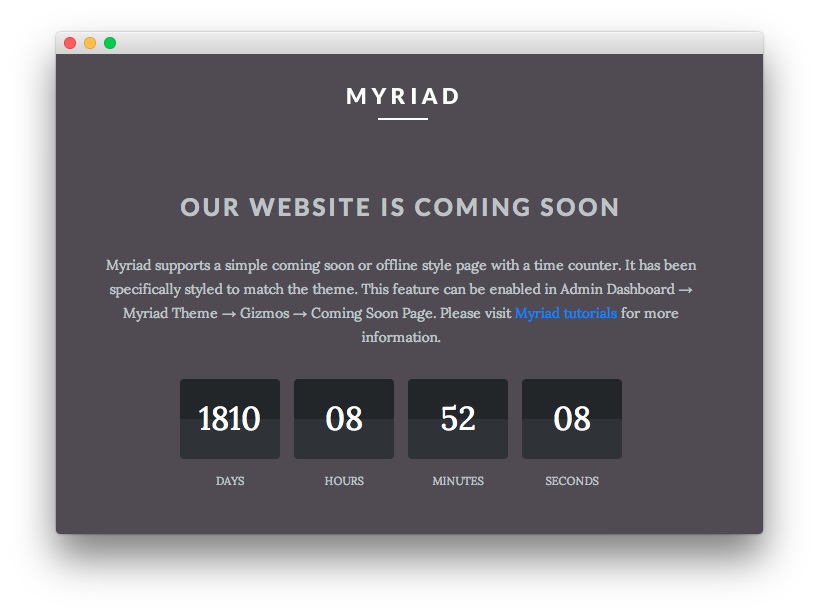 MYRIAD
OUR WEBSITE IS COMING SOON
Myriad supports a simple coming soon or offline style page with a time counter. It has been
specifically styled to match the theme. This feature can be enabled in Admin Dashboard →
Myriad Theme → Gizmos → Coming Soon Page. Please visit Myriad tutorials for more
information.
1810 08 52 08
DAYS HOURS MINUTES SECONDS